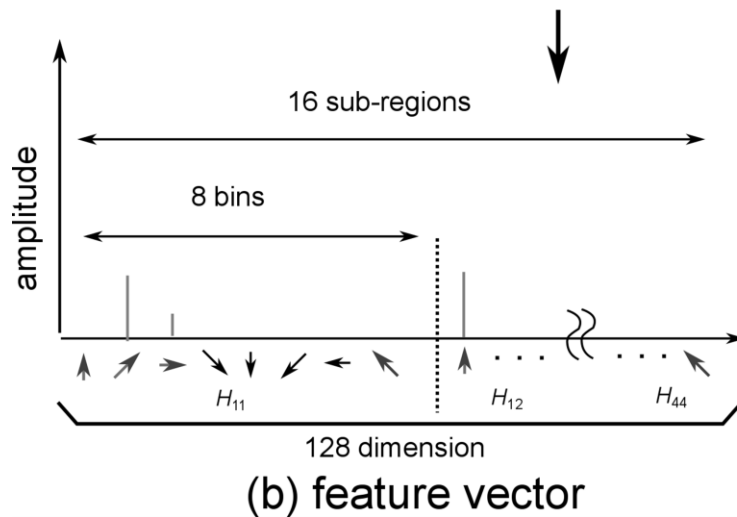 16 sub-regions
8 bins
amplitude
. . .
. . . .
H11
H12
H44
128 dimension
(b) feature vector